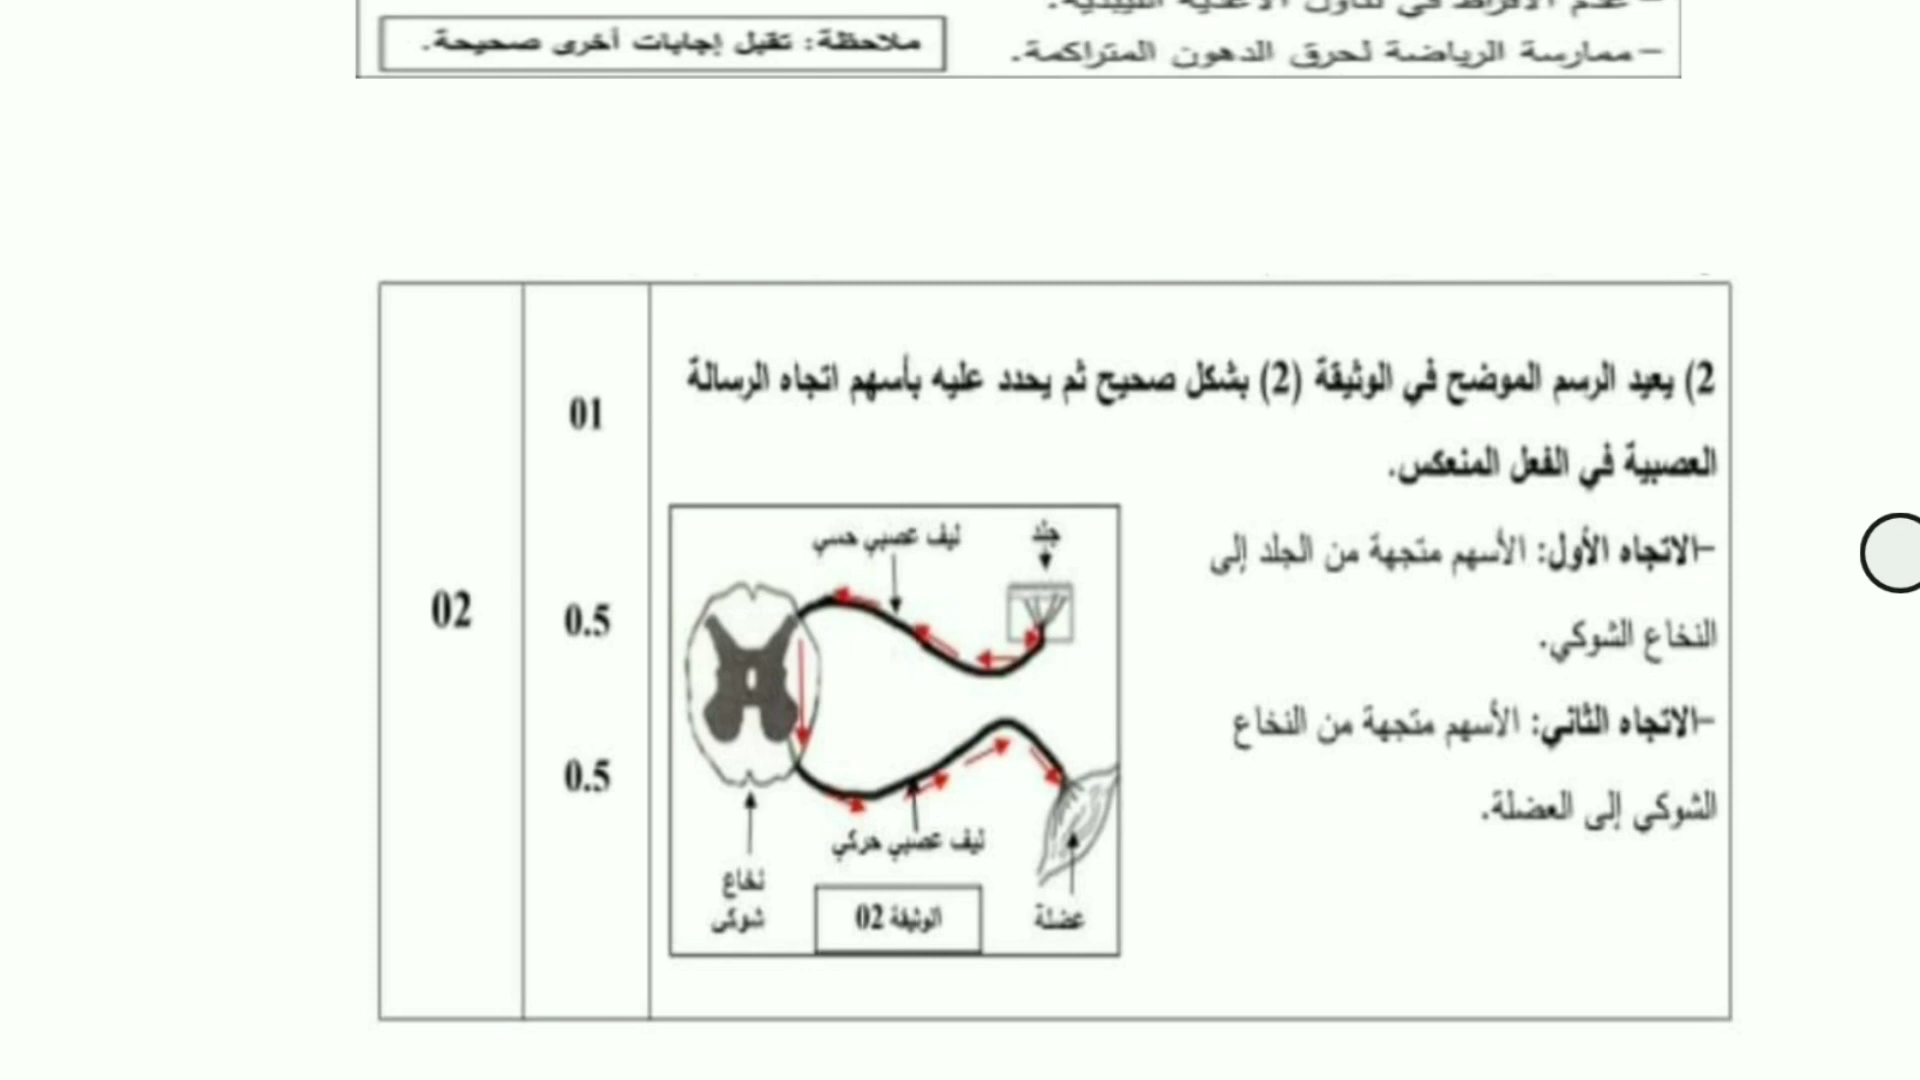 – عدم الافراط في تناول الأغذية الليبدية.
– ممارسة الرياضة لحرق الدهون المتراكمة.
ملاحظة: تقبل إجابات أخرى صحيحة.
2) يعيد الرسم الموضح في الوثيقة (2) بشكل صحيح ثم يحدد عليه بأسهم اتجاه الرسالة
العصبية في الفعل المنعكس.
–الاتجاه الأول: الأسهم متجهة من الجلد إلى
النخاع الشوكي.
–الاتجاه الثاني: الأسهم متجهة من النخاع
الشوكي إلى العضلة.
جلد
ليف عصبي حسي
ليف عصبي حركي
نخاع
شوكي
عضلة
الوثيقة 02
01
0.5
0.5
02